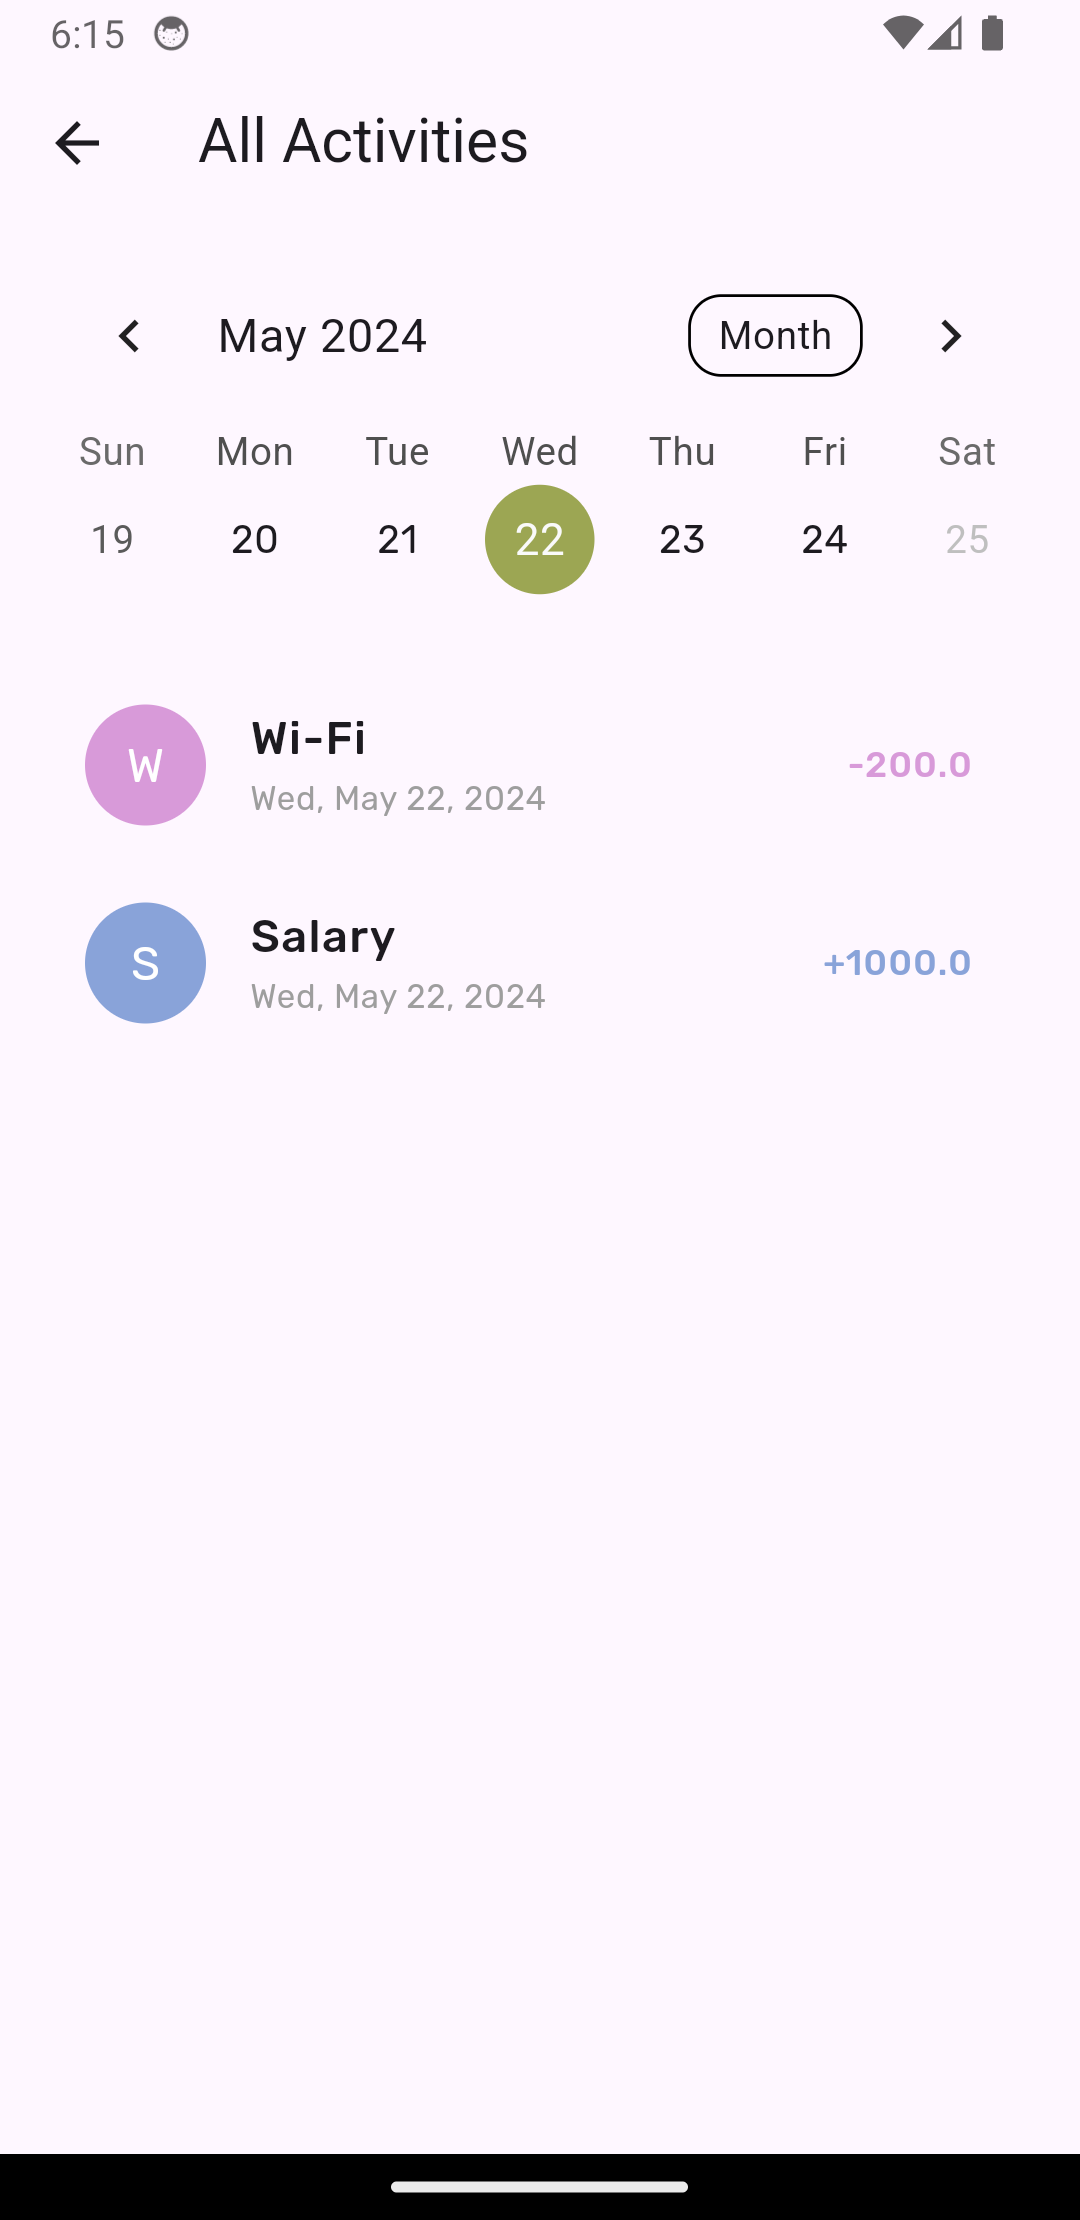 6:15
All Activities
May 2024 Month
Sun Mon Tue Wed Thu Fri Sat
19 20 21 22 23 24 25
W Wi-Fi -200.0
Wed, May 22, 2024
S Salary +1000.0
Wed, May 22, 2024